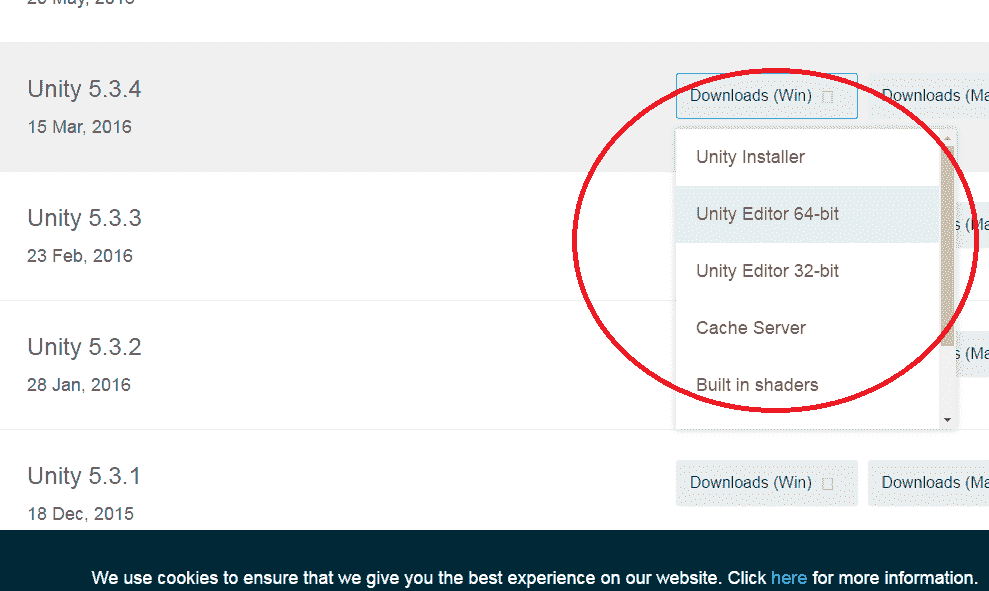 20 May, 2016
Unity 5.3.4
Downloads (Win)
Downloads (Ma
15 Mar, 2016
Unity Installer
Unity 5.3.3
Unity Editor 64-bit
s (Ma
23 Feb, 2016
Unity Editor 32-bit
Unity 5.3.2
Cache Server
s (Ma
28 Jan, 2016
Built in shaders
Unity 5.3.1
Downloads (Win)
Downloads (Ma
18 Dec, 2015
We use cookies to ensure that we give you the best experience on our website. Click here for more information.